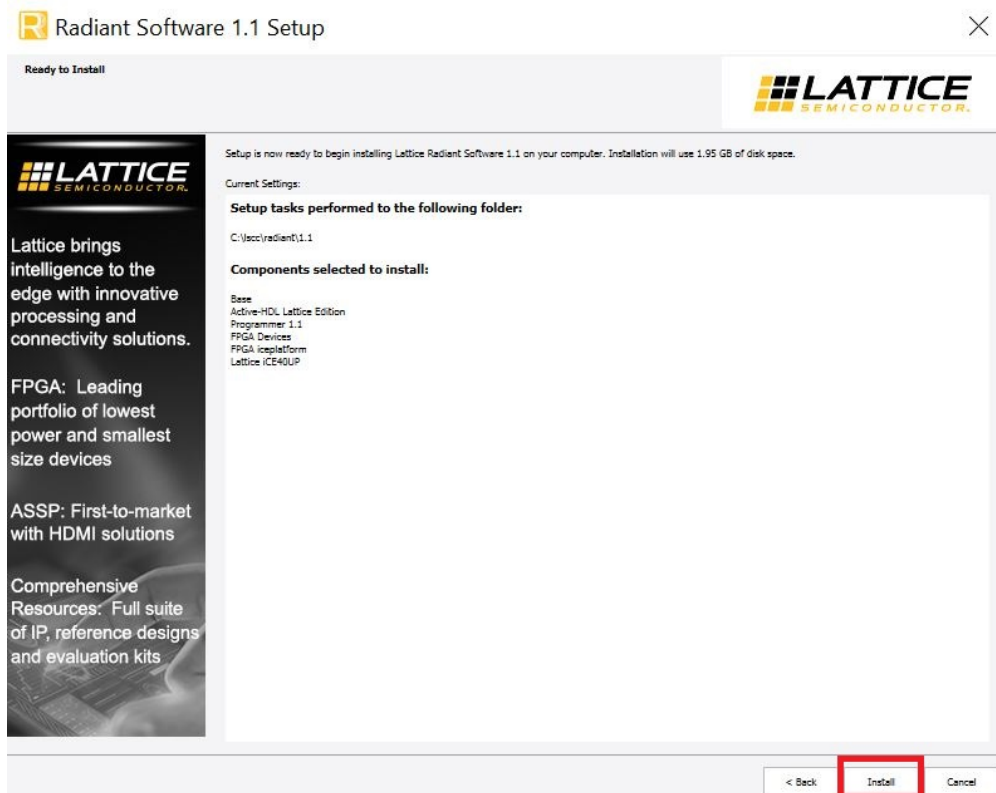 Radiant Software 1.1 Setup
Ready to Install
LATTICE
SEMICONDUCTOR.
LATTICE
SEMICONDUCTOR.
Lattice brings
intelligence to the
edge with innovative
processing and
connectivity solutions.
FPGA: Leading
portfolio of lowest
power and smallest
size devices
ASSP: First-to-market
with HDMI solutions
Comprehensive
Resources: Full suite
of IP, reference designs
and evaluation kits
Setup is now ready to begin installing Lattice Radiant Software 1.1 on your computer. Installation will use 1.95 GB of disk space.
Current Settings:
Setup tasks performed to the following folder:
C:\lscc\radiant\1.1
Components selected to install:
Base
Active-HDL Lattice Edition
Programmer 1.1
FPGA Devices
FPGA iceplatform
Lattice iCE40UP
< Back Install Cancel